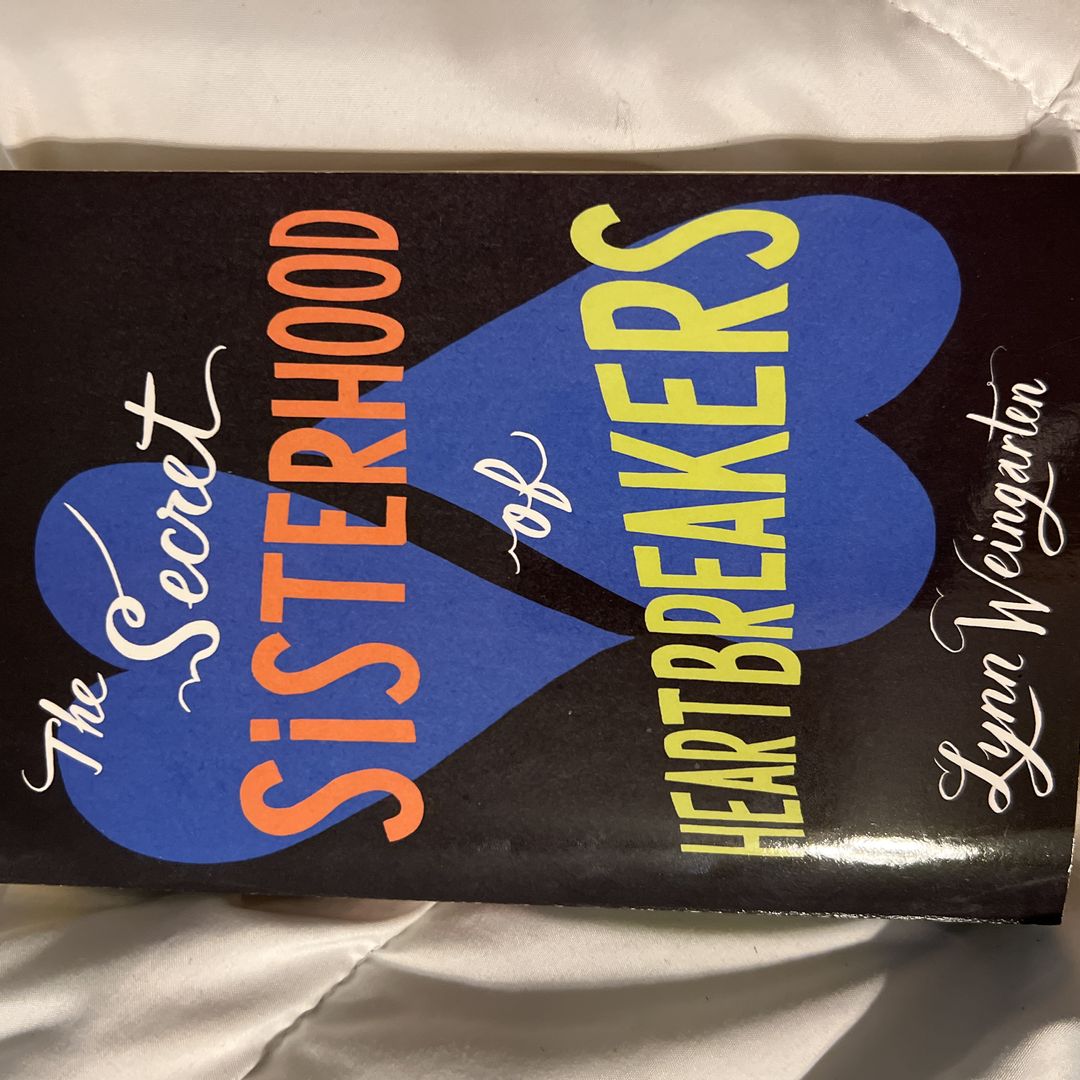 The
Secret
SiSTERHOOD
of
HEARTBREAKERS
Lynn Weingarten